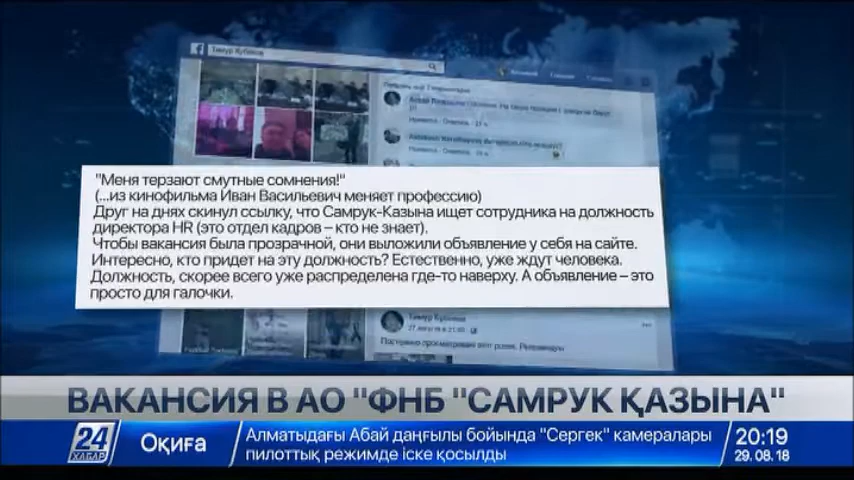 Тимур Кубенов
"Меня терзают смутные сомнения!"
(...из кинофильма Иван Васильевич меняет профессию)
Друг на днях скинул ссылку, что Самрук-Казына ищет сотрудника на должность
директора HR (это отдел кадров – кто не знает).
Чтобы вакансия была прозрачной, они выложили объявление у себя на сайте.
Интересно, кто придет на эту должность? Естественно, уже ждут человека.
Должность, скорее всего уже распределена где-то наверху. А объявление – это
просто для галочки.
ВАКАНСИЯ В АО "ФНБ "САМРУК ҚАЗЫНА"
24
ХАБАР
Оқиға
Алматыдағы Абай даңғылы бойында "Сергек" камералары
пилоттық режимде іске қосылды
20:19
29.08.18